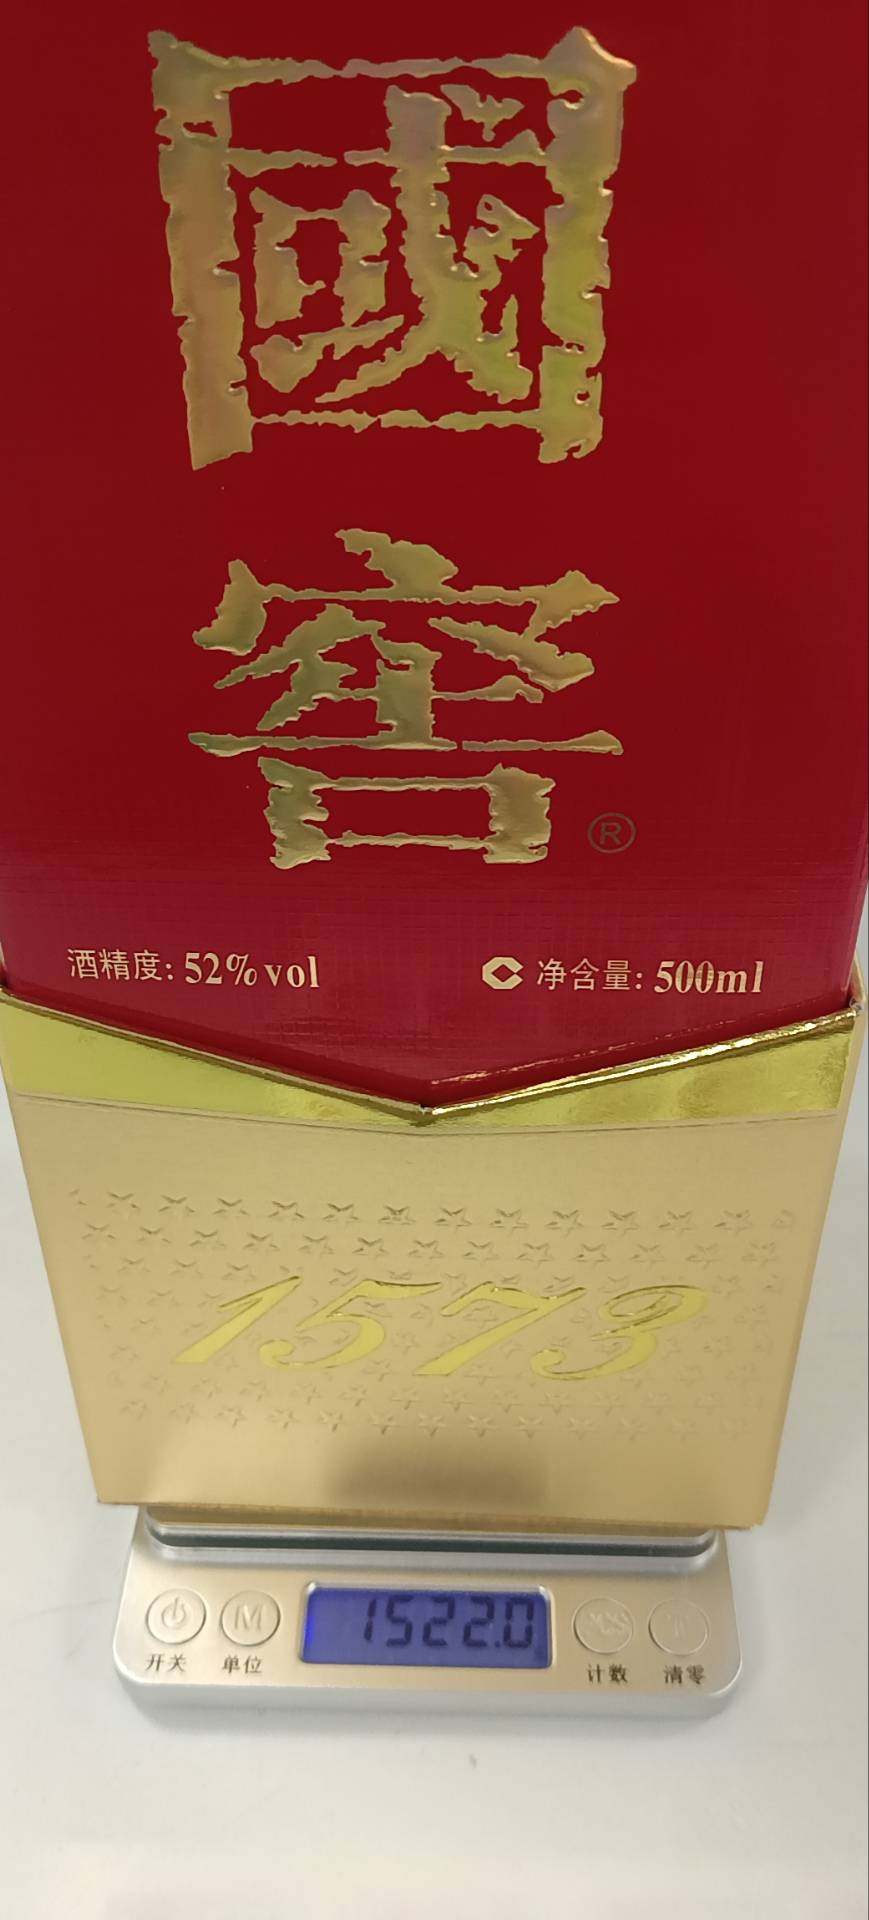 國
窖
®
酒精度: 52%vol
C 净含量: 500ml
1573
M
1522.0
开关
单位
计数
清零